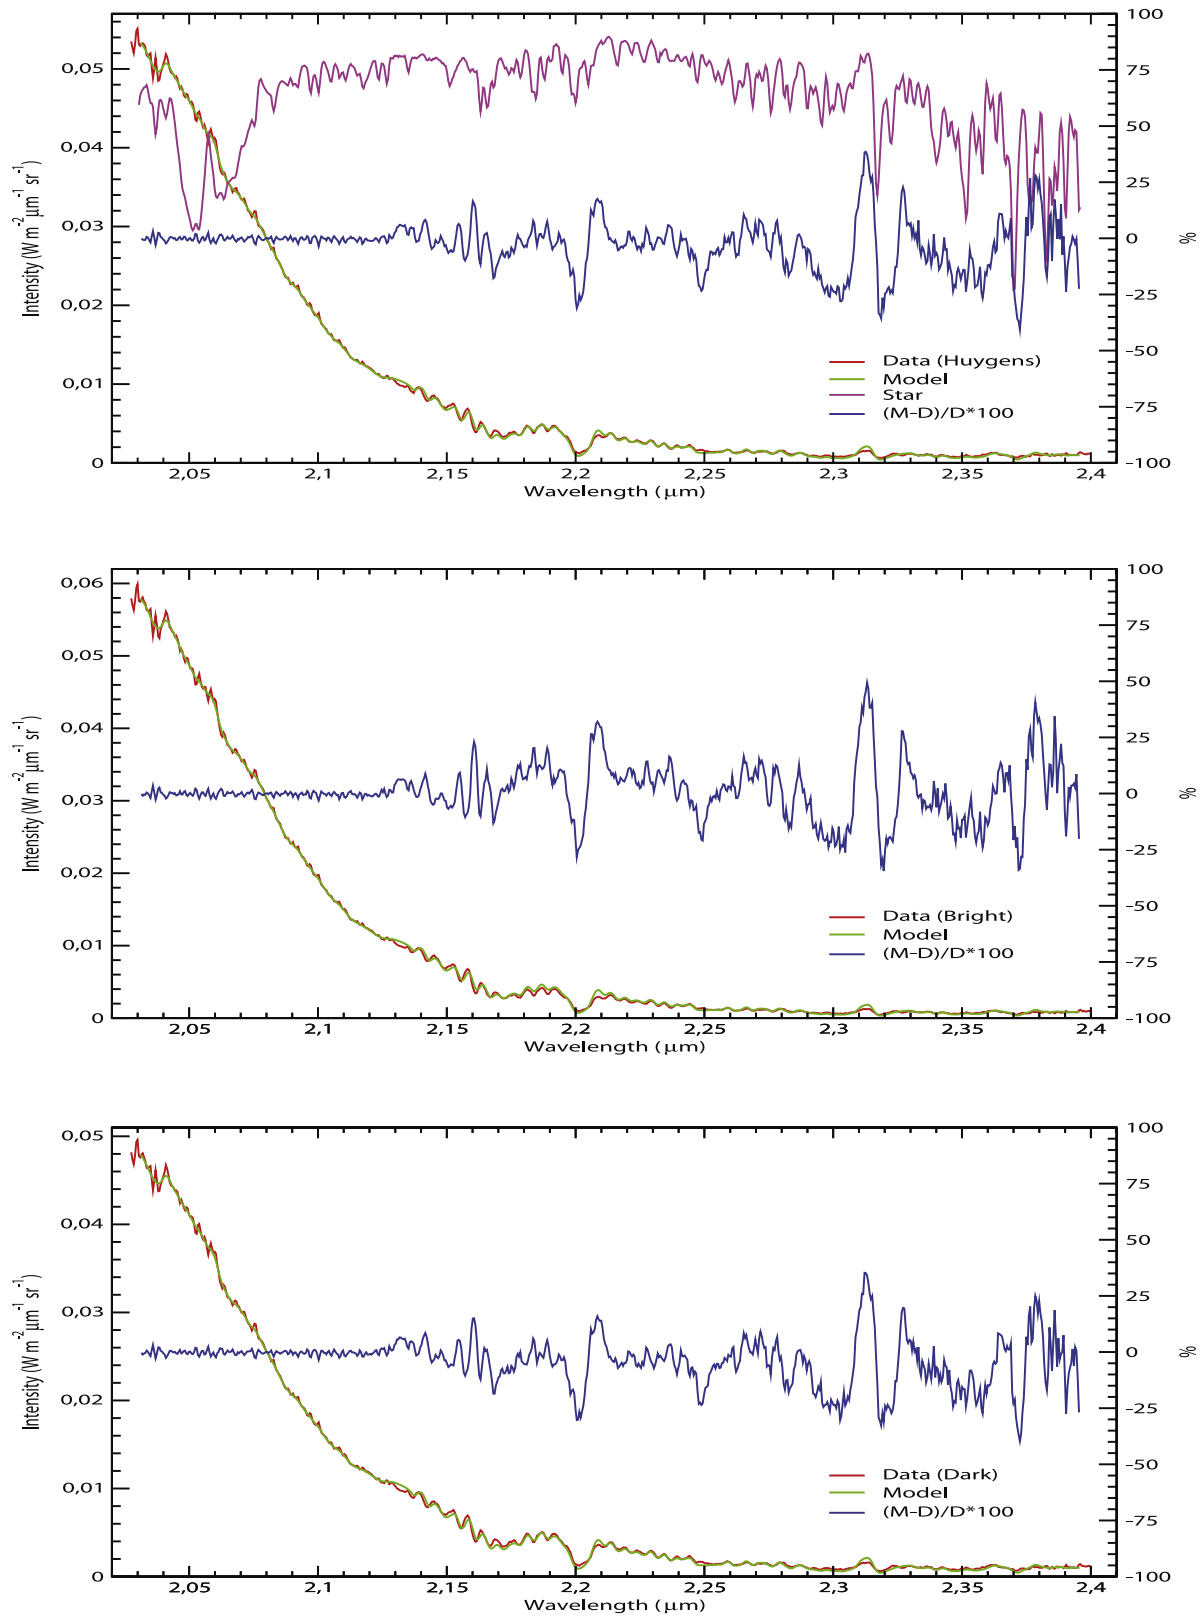 100
0,05
75
0,04
50
25
0,03
0
Intensity (W m⁻² μm⁻¹ sr⁻¹)
%
0,02
-25
-50
Data (Huygens)
Model
Star
(M-D)/D*100
0,01
-75
0
-100
2,05 2,1 2,15 2,2 2,25 2,3 2,35 2,4
Wavelength (μm)
0,06
100
75
0,05
50
0,04
25
0,03
0
Intensity (W m⁻² μm⁻¹ sr⁻¹)
%
0,02
-25
-50
Data (Bright)
Model
(M-D)/D*100
0,01
-75
0
-100
2,05 2,1 2,15 2,2 2,25 2,3 2,35 2,4
Wavelength (μm)
0,05
100
75
0,04
50
25
0,03
0
Intensity (W m⁻² μm⁻¹ sr⁻¹)
%
0,02
-25
-50
Data (Dark)
Model
(M-D)/D*100
0,01
-75
0
-100
2,05 2,1 2,15 2,2 2,25 2,3 2,35 2,4
Wavelength (μm)